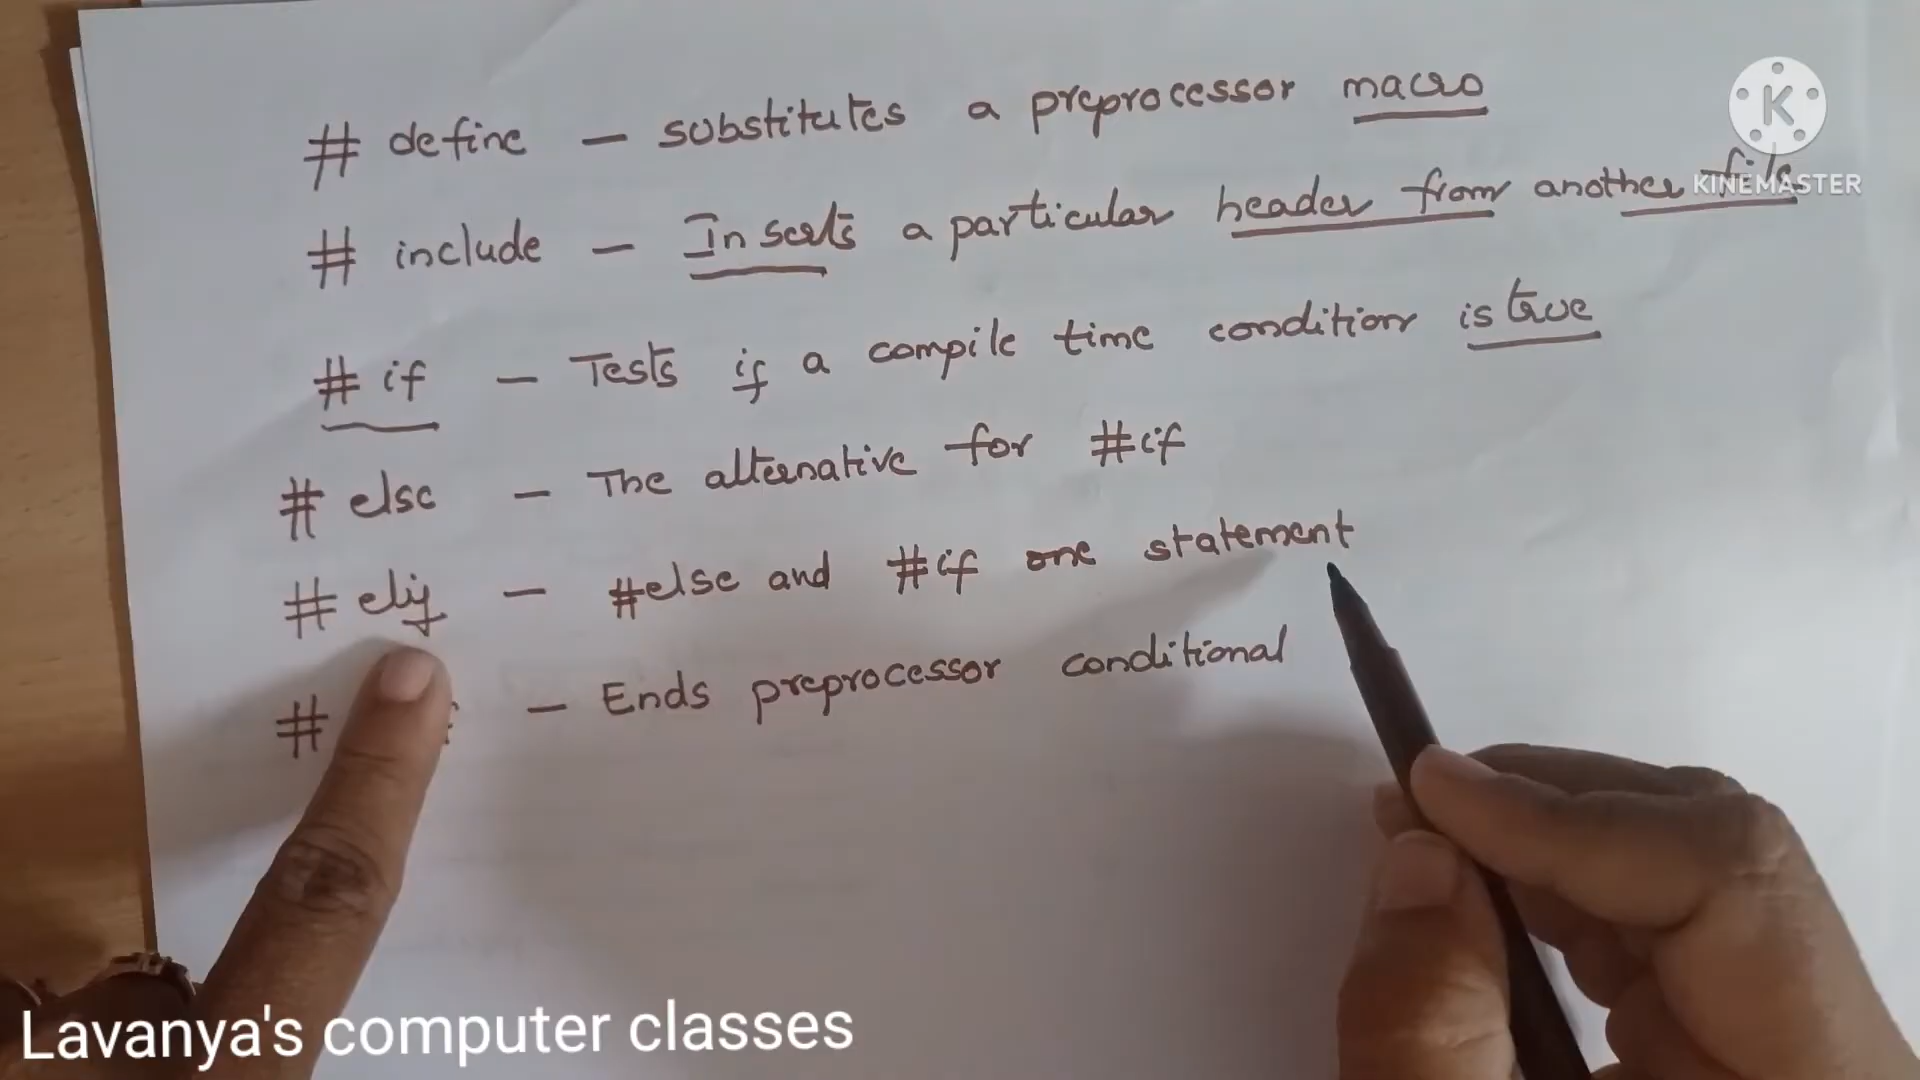 # define — substitutes a preprocessor macro
KINEMASTER
# include — Inserts a particular header from another file
# if — Tests if a compile time condition is true
# else — The alternative for #if
# elif — #else and #if one statement
# — Ends preprocessor conditional
Lavanya's computer classes